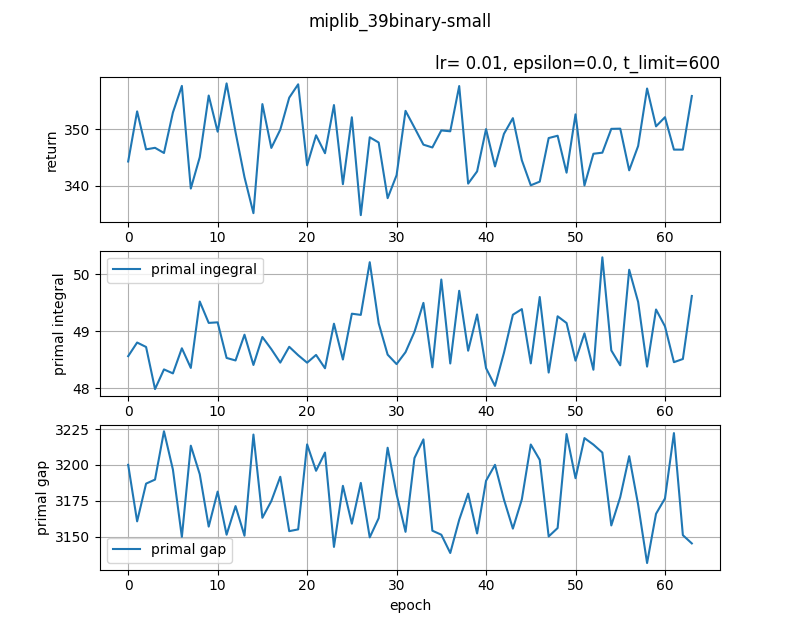 miplib_39binary-small
lr= 0.01, epsilon=0.0, t_limit=600
return
350
340
0 10 20 30 40 50 60
primal integral
primal ingegral
50
49
48
0 10 20 30 40 50 60
primal gap
3225
3200
3175
3150
primal gap
0 10 20 30 40 50 60
epoch